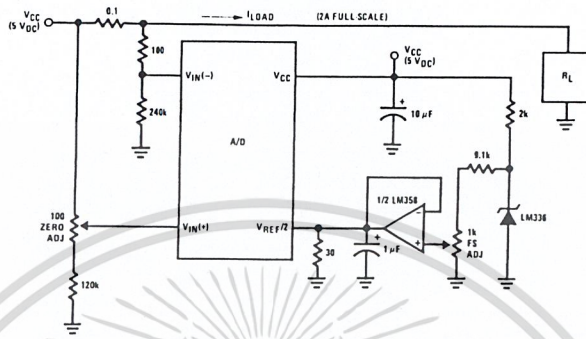 VCC
(5 VDC)
0.1
ILOAD
(2A FULL SCALE)
100
VIN(-)
240k
VCC
A/D
VCC
(5 VDC)
10 µF
2k
RL
9.1k
LM336
1/2 LM358
1k
FS
ADJ
100
ZERO
ADJ
VIN(+)
VREF/2
30
1 µF
120k